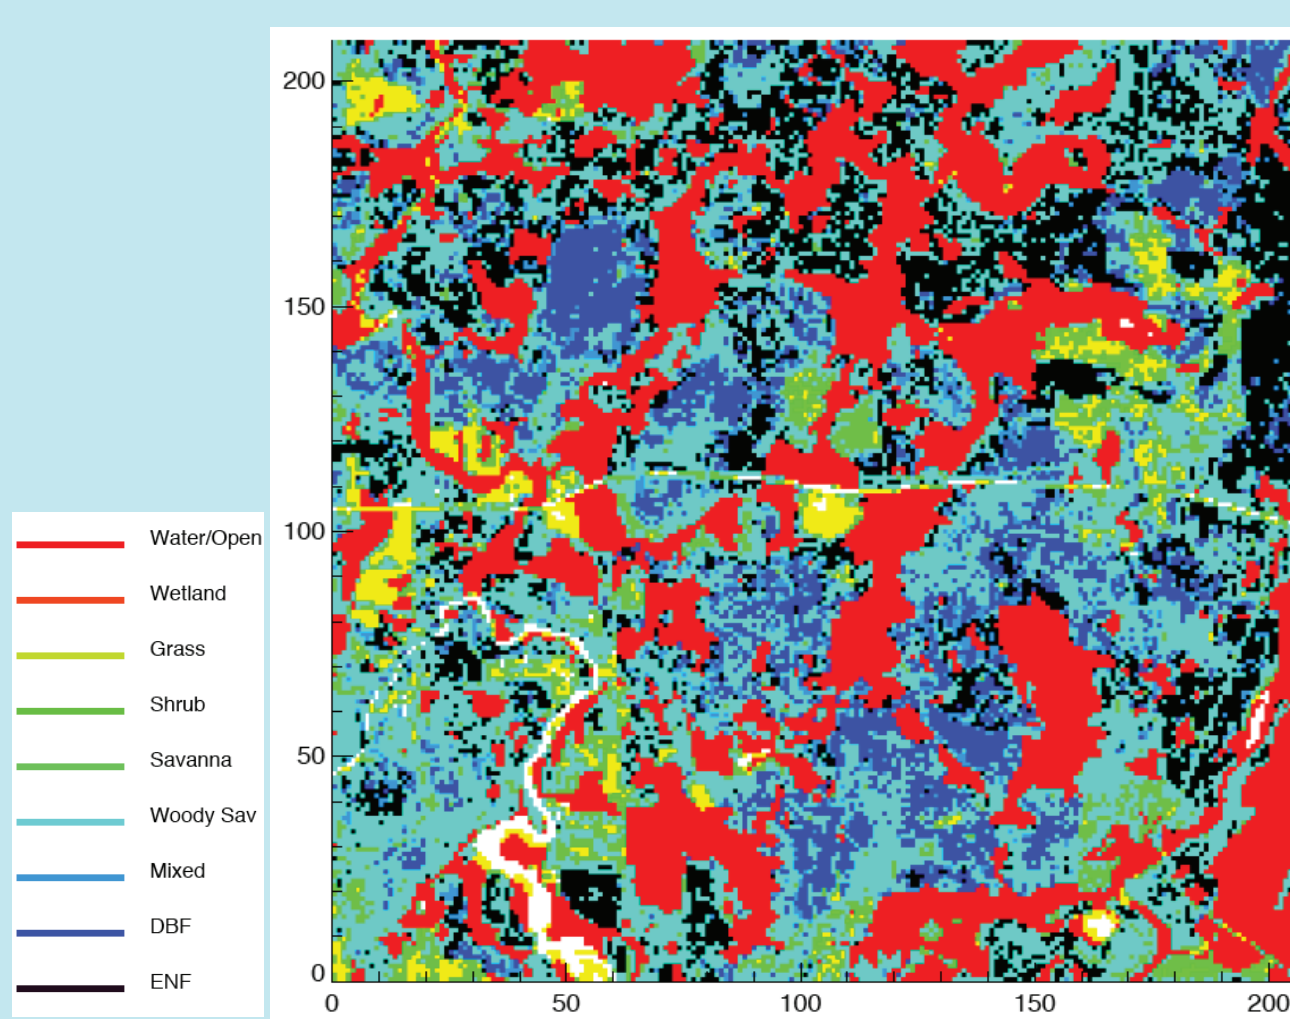 200
150
100
50
0
0 50 100 150 200
Water/Open
Wetland
Grass
Shrub
Savanna
Woody Sav
Mixed
DBF
ENF